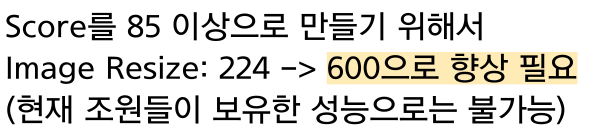 Score를 85 이상으로 만들기 위해서
Image Resize: 224 –> 600으로 향상 필요
(현재 조원들이 보유한 성능으로는 불가능)